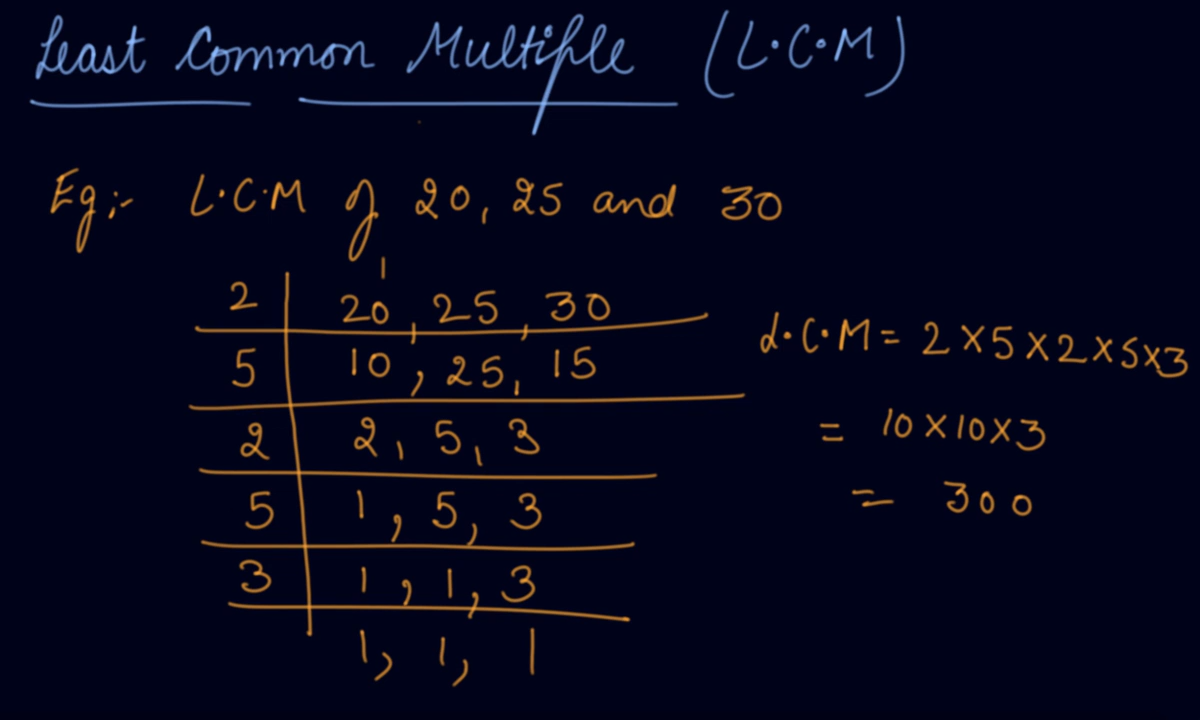 Least Common Multiple (L.C.M)
Eg:- L.C.M of 20, 25 and 30
2 | 20, 25, 30
5 | 10, 25, 15
2 | 2, 5, 3
5 | 1, 5, 3
3 | 1, 1, 3
1, 1, 1
L.C.M = 2 X 5 X 2 X 5 X 3
= 10 X 10 X 3
= 300